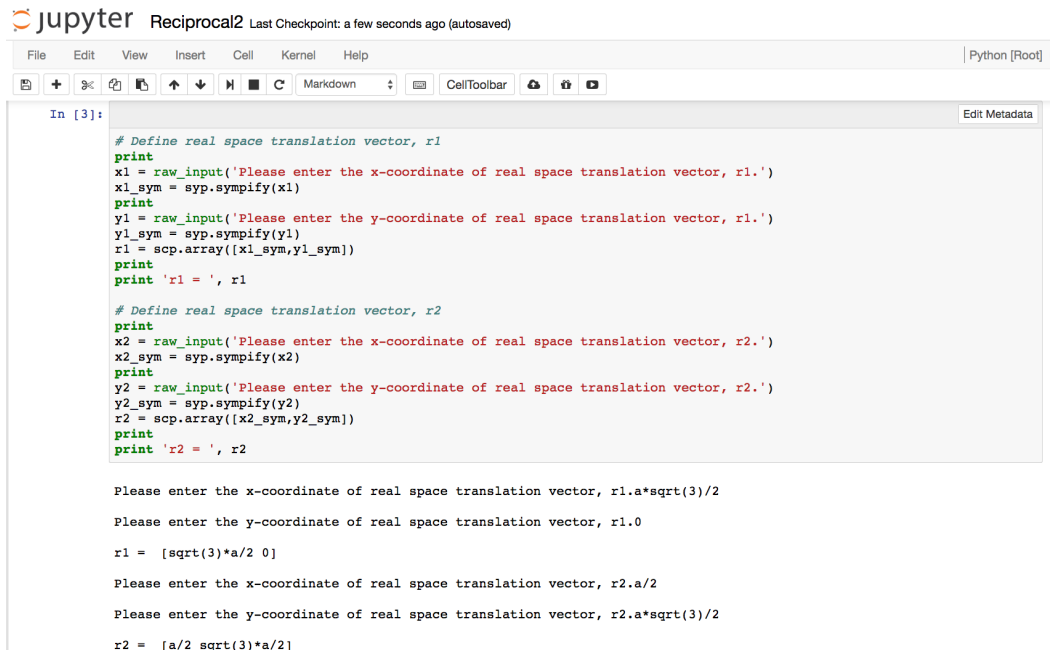 jupyter Reciprocal2 Last Checkpoint: a few seconds ago (autosaved)
File Edit View Insert Cell Kernel Help Python [Root]
Markdown CellToolbar
In [3]: Edit Metadata
# Define real space translation vector, r1
print
x1 = raw_input('Please enter the x-coordinate of real space translation vector, r1.')
x1_sym = syp.sympify(x1)
print
y1 = raw_input('Please enter the y-coordinate of real space translation vector, r1.')
y1_sym = syp.sympify(y1)
r1 = scp.array([x1_sym,y1_sym])
print
print 'r1 = ', r1
# Define real space translation vector, r2
print
x2 = raw_input('Please enter the x-coordinate of real space translation vector, r2.')
x2_sym = syp.sympify(x2)
print
y2 = raw_input('Please enter the y-coordinate of real space translation vector, r2.')
y2_sym = syp.sympify(y2)
r2 = scp.array([x2_sym,y2_sym])
print
print 'r2 = ', r2
Please enter the x-coordinate of real space translation vector, r1.a*sqrt(3)/2
Please enter the y-coordinate of real space translation vector, r1.0
r1 =  [sqrt(3)*a/2 0]
Please enter the x-coordinate of real space translation vector, r2.a/2
Please enter the y-coordinate of real space translation vector, r2.a*sqrt(3)/2
r2 =  [a/2 sqrt(3)*a/2]